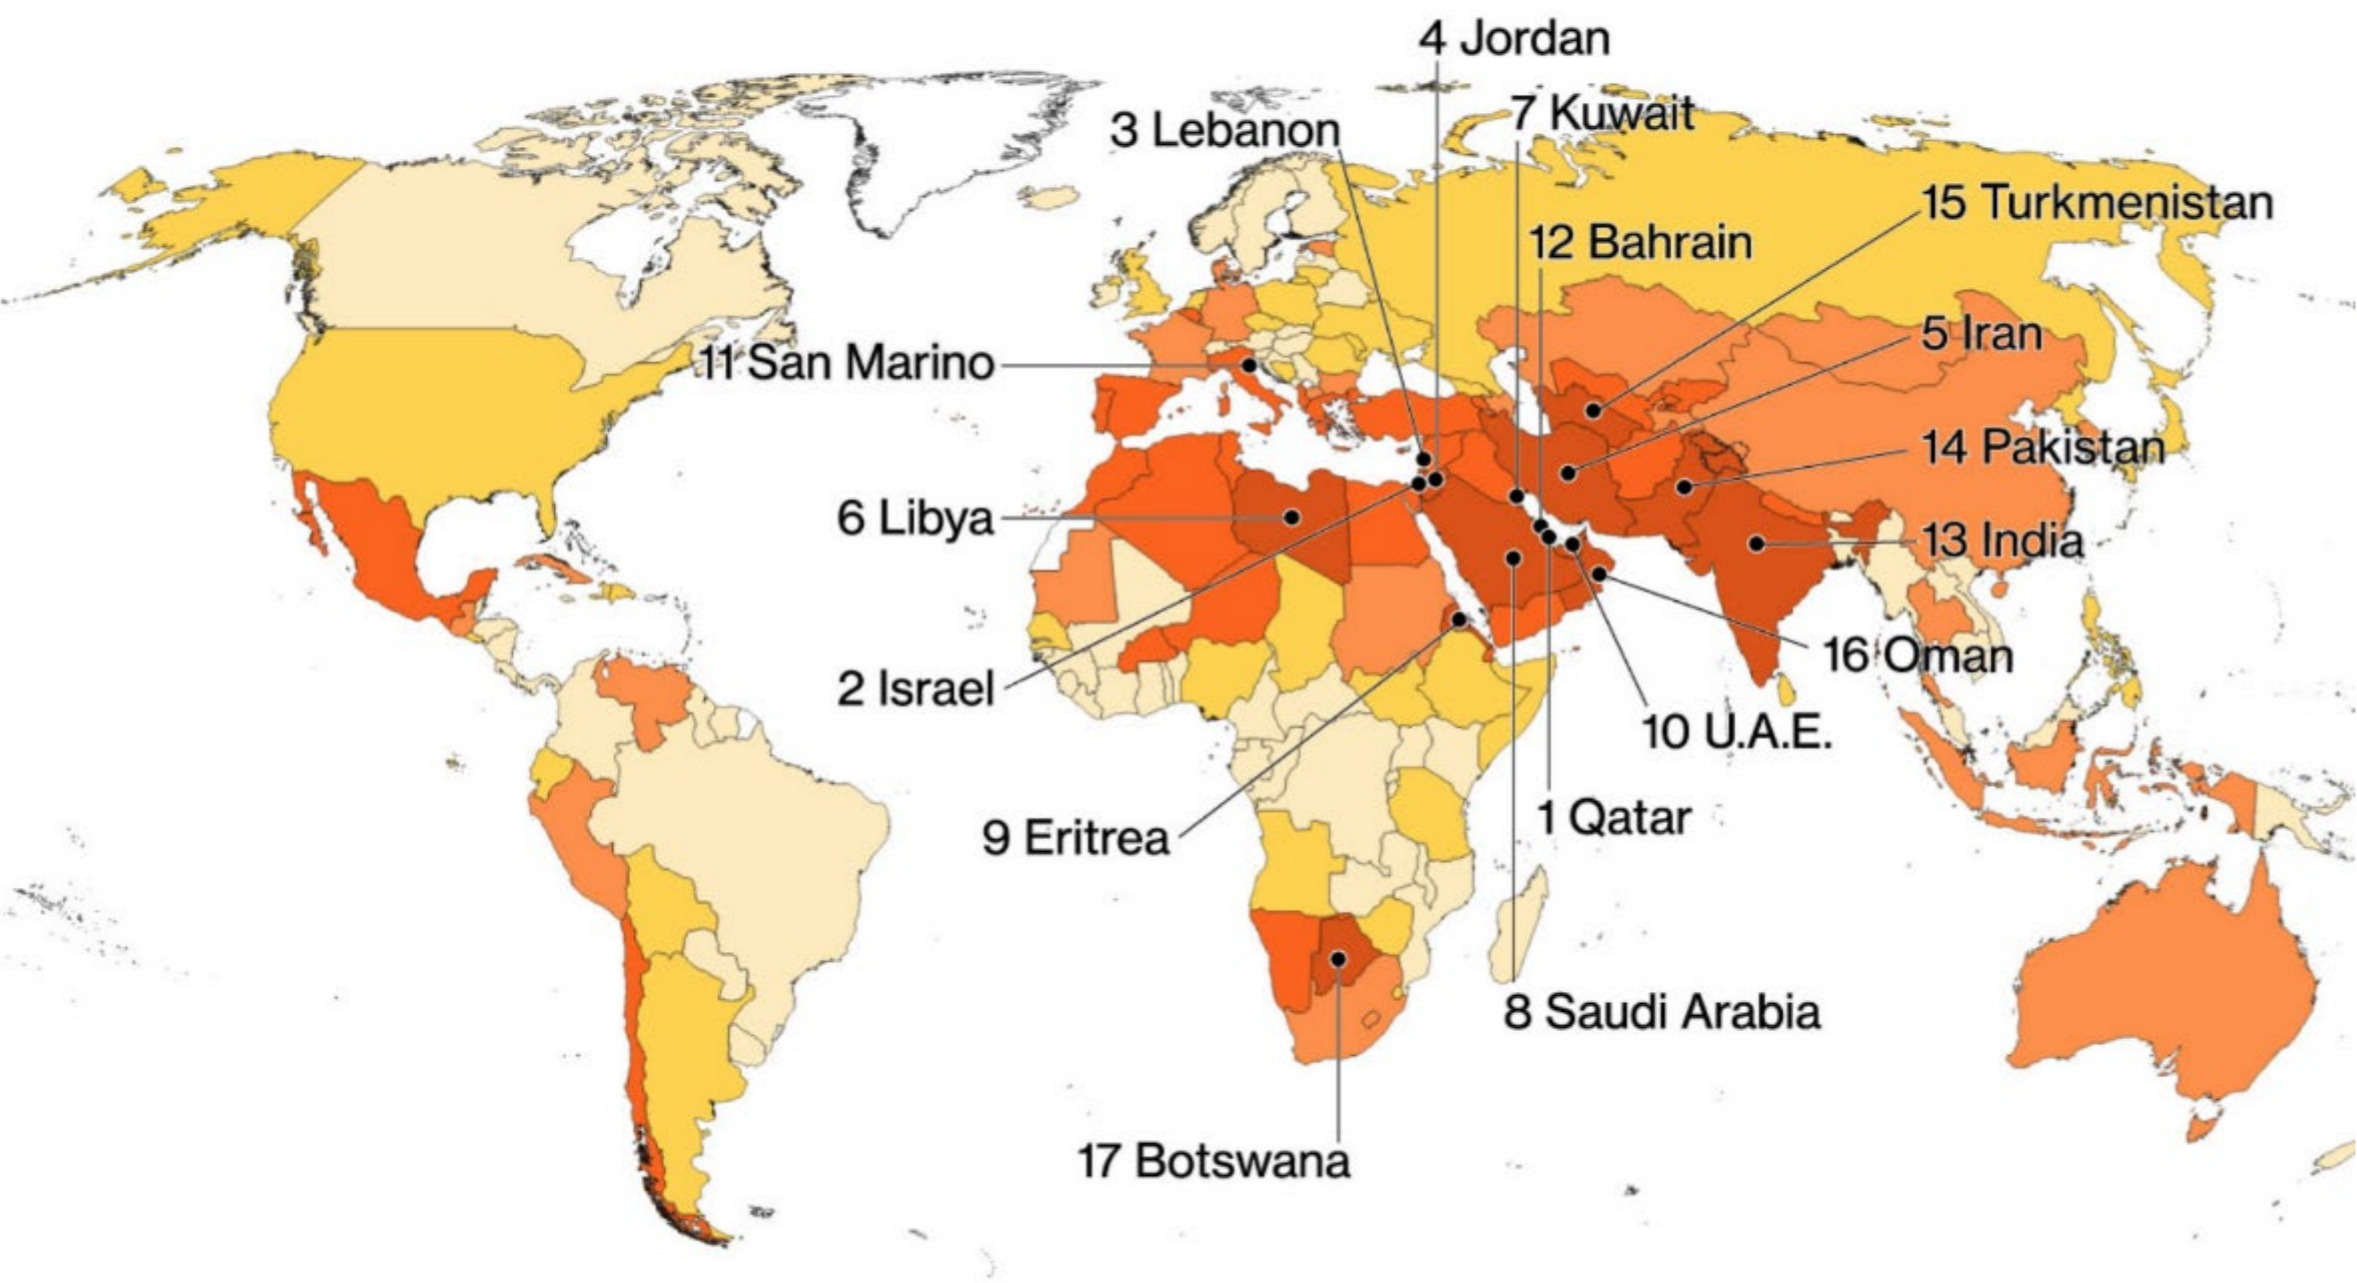 4 Jordan
7 Kuwait
3 Lebanon
15 Turkmenistan
12 Bahrain
5 Iran
11 San Marino
14 Pakistan
6 Libya
13 India
16 Oman
2 Israel
10 U.A.E.
1 Qatar
9 Eritrea
8 Saudi Arabia
17 Botswana